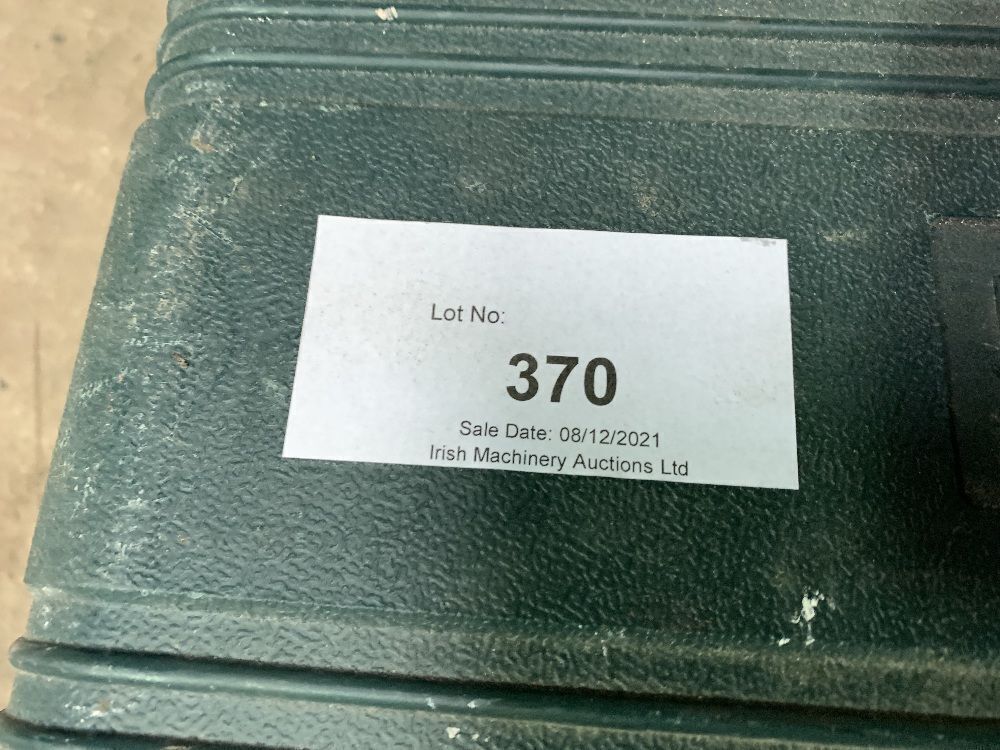 Lot No:
370
Sale Date: 08/12/2021
Irish Machinery Auctions Ltd